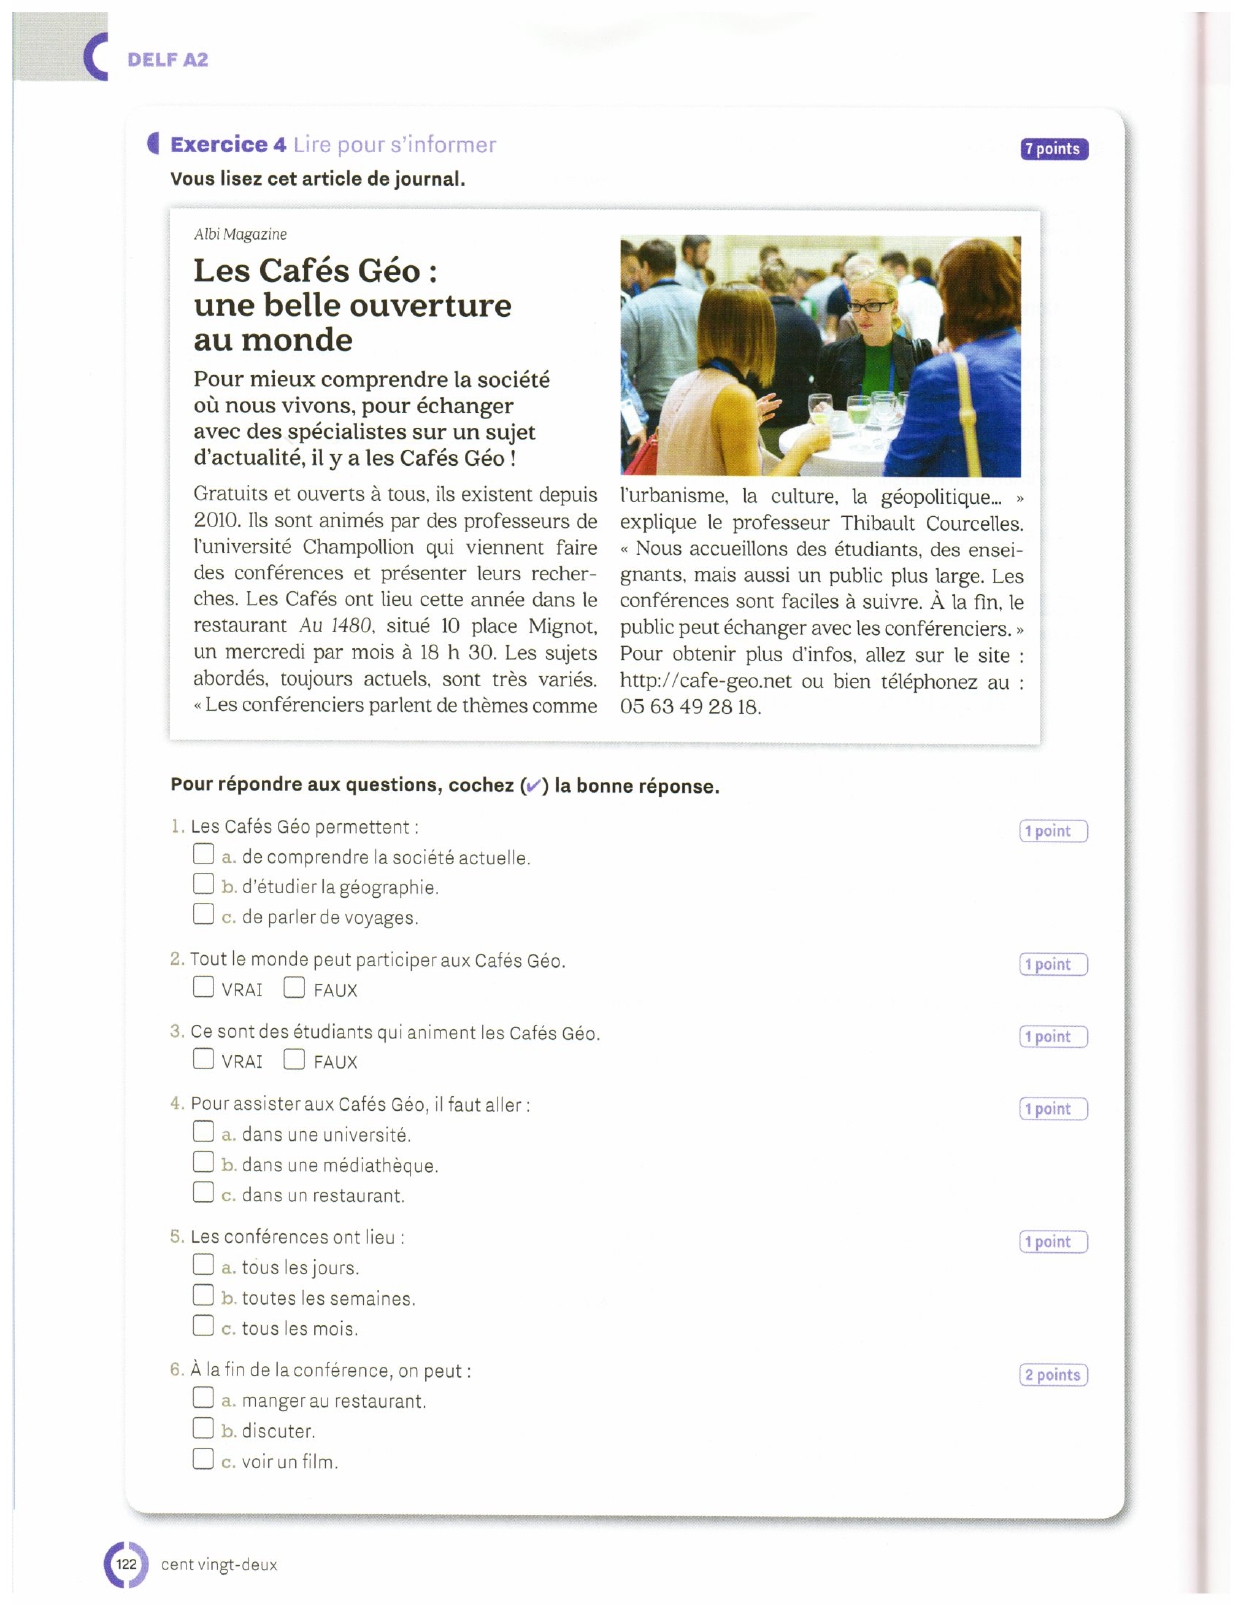 DELF A2
Exercice 4 Lire pour s'informer
7 points
Vous lisez cet article de journal.
Albi Magazine
Les Cafés Géo :
une belle ouverture
au monde
Pour mieux comprendre la société
où nous vivons, pour échanger
avec des spécialistes sur un sujet
d'actualité, il y a les Cafés Géo !
Gratuits et ouverts à tous, ils existent depuis
2010. Ils sont animés par des professeurs de
l'université Champollion qui viennent faire
des conférences et présenter leurs recher-
ches. Les Cafés ont lieu cette année dans le
restaurant Au 1480, situé 10 place Mignot,
un mercredi par mois à 18 h 30. Les sujets
abordés, toujours actuels, sont très variés.
« Les conférenciers parlent de thèmes comme
l'urbanisme, la culture, la géopolitique... »
explique le professeur Thibault Courcelles.
« Nous accueillons des étudiants, des ensei-
gnants, mais aussi un public plus large. Les
conférences sont faciles à suivre. À la fin, le
public peut échanger avec les conférenciers. »
Pour obtenir plus d'infos, allez sur le site :
http://cafe-geo.net ou bien téléphonez au :
05 63 49 28 18.
Pour répondre aux questions, cochez (✔) la bonne réponse.
1. Les Cafés Géo permettent :
1 point
a. de comprendre la société actuelle.
b. d'étudier la géographie.
c. de parler de voyages.
2. Tout le monde peut participer aux Cafés Géo.
1 point
VRAI FAUX
3. Ce sont des étudiants qui animent les Cafés Géo.
1 point
VRAI FAUX
4. Pour assister aux Cafés Géo, il faut aller :
1 point
a. dans une université.
b. dans une médiathèque.
c. dans un restaurant.
5. Les conférences ont lieu :
1 point
a. tous les jours.
b. toutes les semaines.
c. tous les mois.
6. À la fin de la conférence, on peut :
2 points
a. manger au restaurant.
b. discuter.
c. voir un film.
122 cent vingt-deux